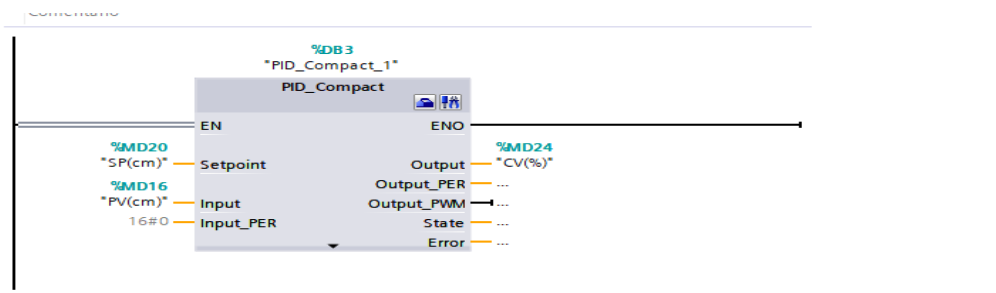 Comentario
%DB3
"PID_Compact_1"
PID_Compact
EN ENO
%MD20 %MD24
"SP(cm)" Setpoint Output "CV(%)"
Output_PER ...
%MD16
"PV(cm)" Input Output_PWM ...
16#0 Input_PER State ...
Error ...